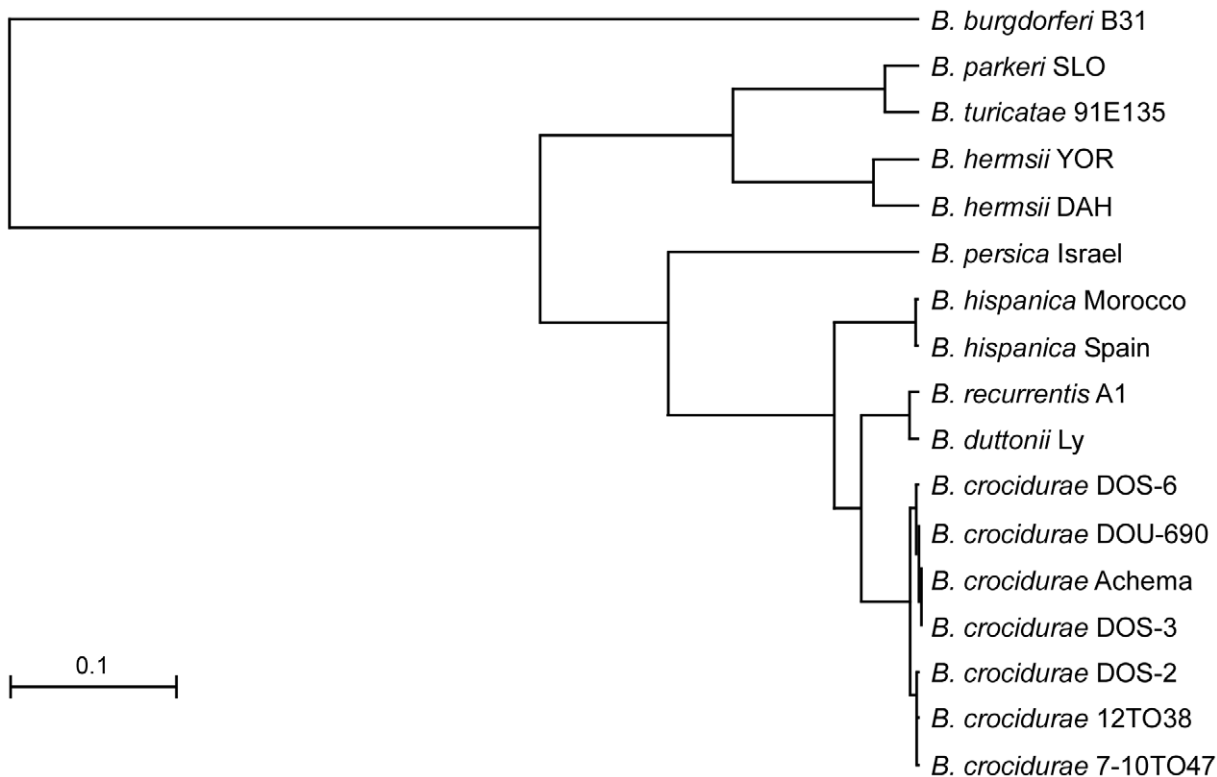 B. burgdorferi B31
B. parkeri SLO
B. turicatae 91E135
B. hermsii YOR
B. hermsii DAH
B. persica Israel
B. hispanica Morocco
B. hispanica Spain
B. recurrentis A1
B. duttonii Ly
B. crocidurae DOS-6
B. crocidurae DOU-690
B. crocidurae Achema
B. crocidurae DOS-3
B. crocidurae DOS-2
B. crocidurae 12TO38
B. crocidurae 7-10TO47
0.1